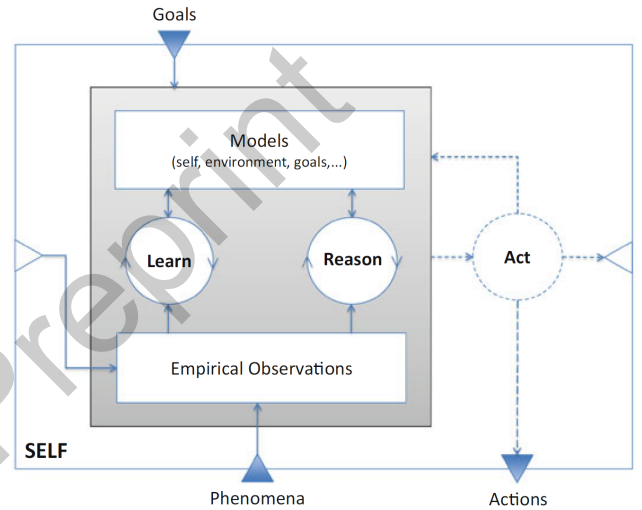 Goals
Models
(self, environment, goals,...)
Learn
Reason
Act
Empirical Observations
SELF
Phenomena
Actions
Preprint